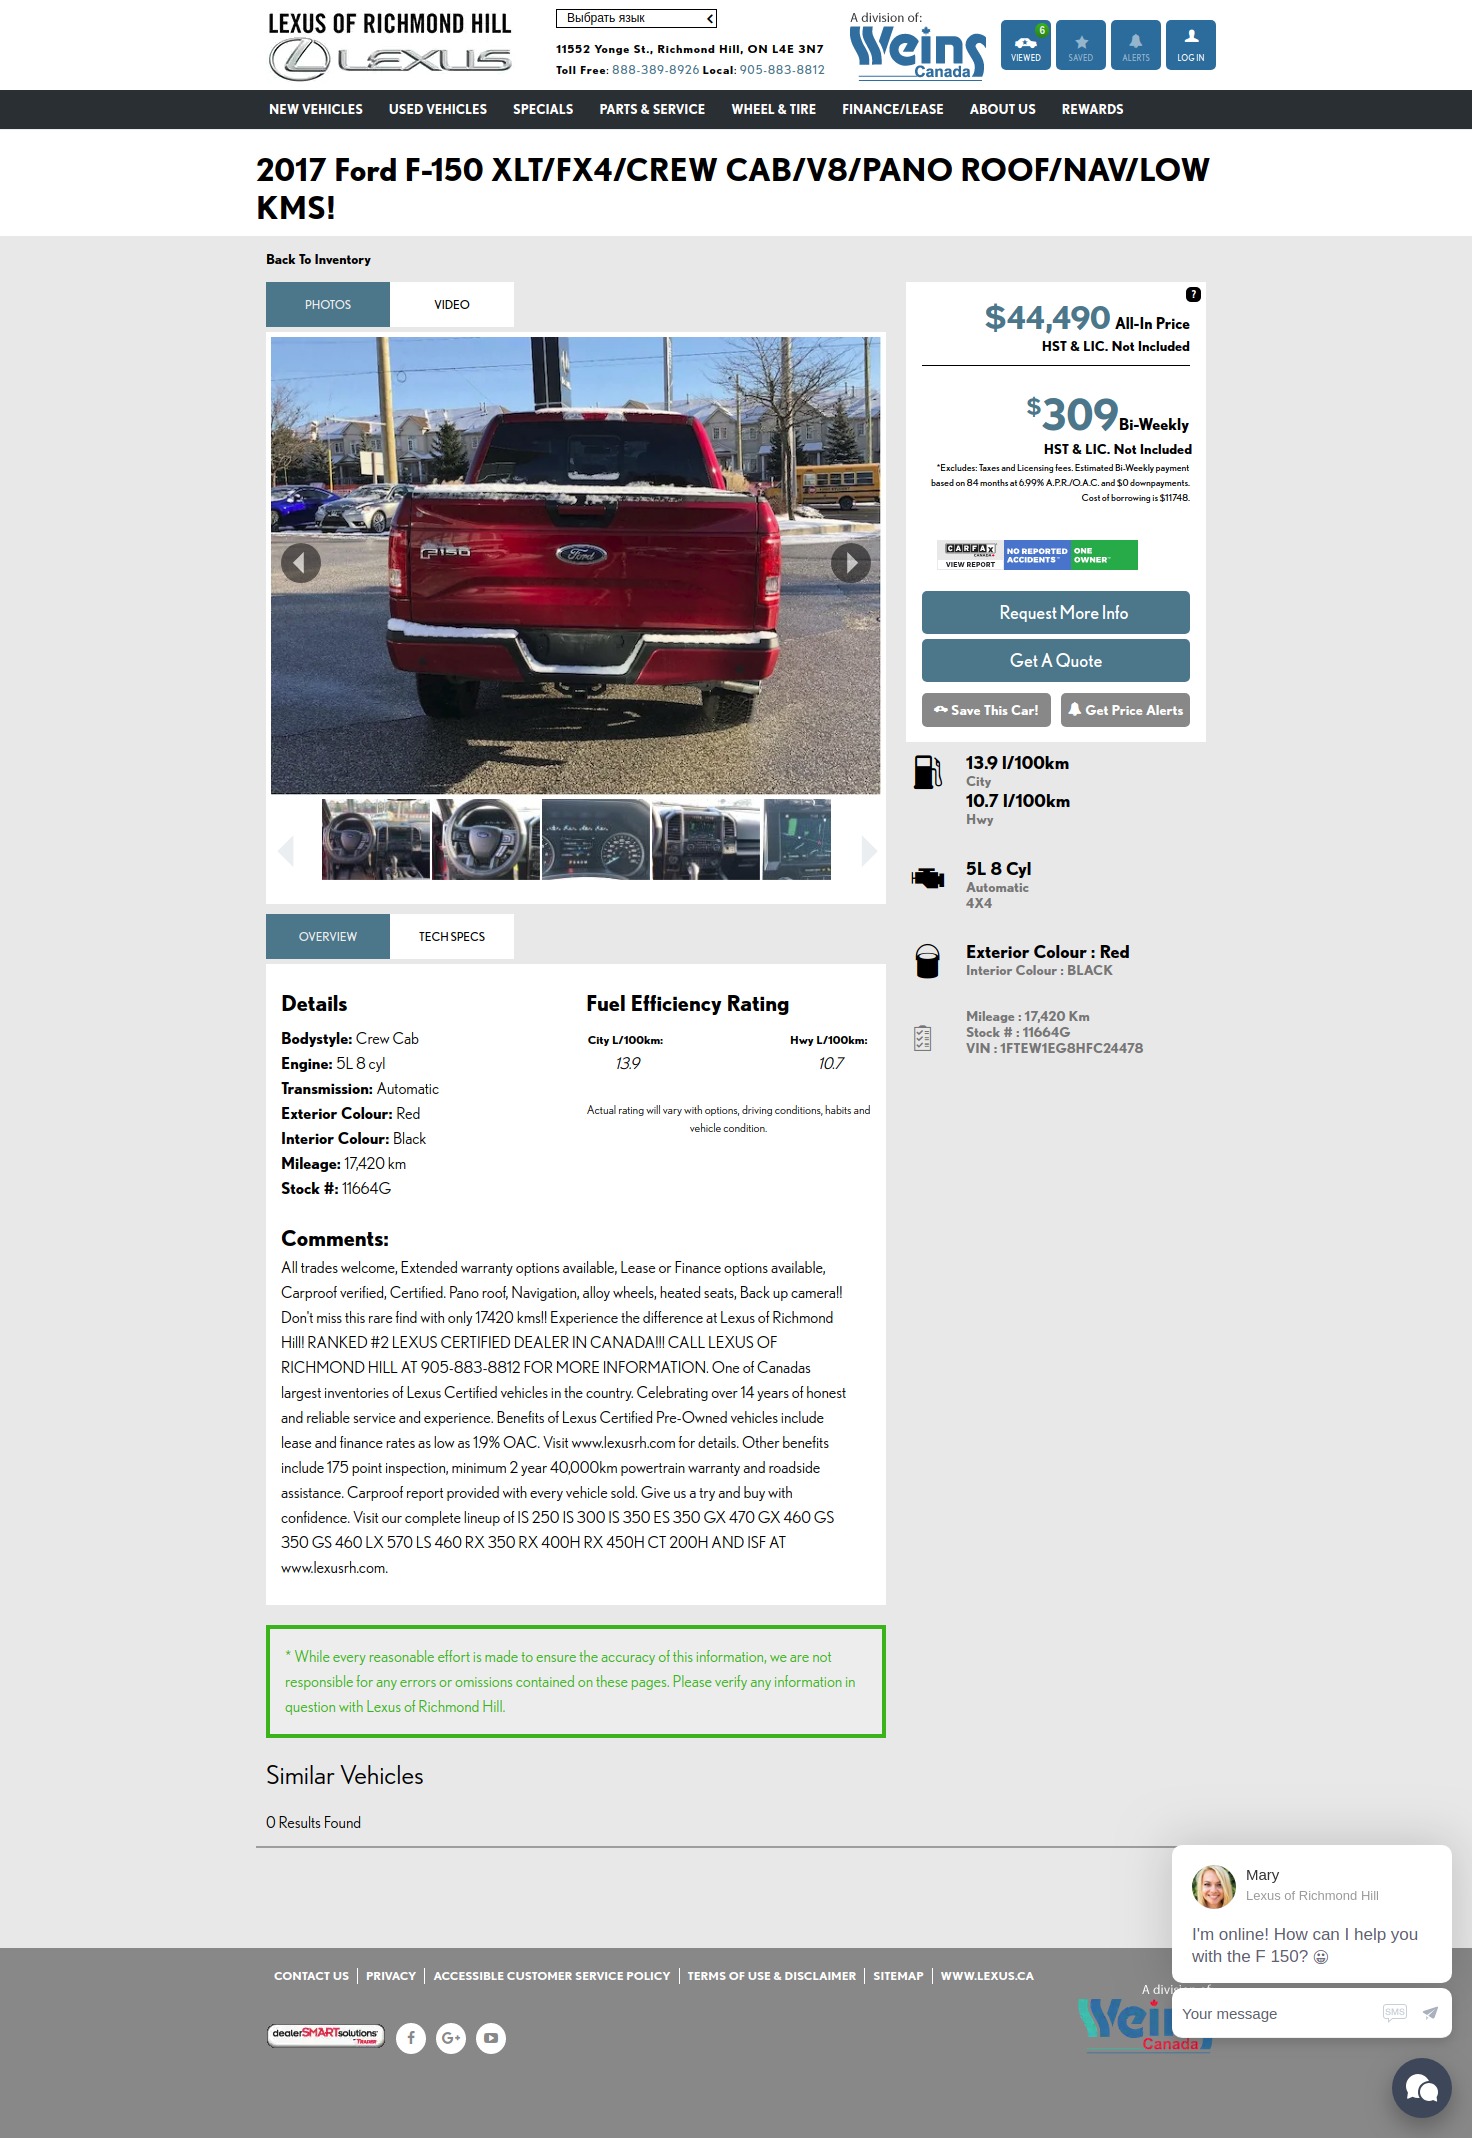 LEXUS OF RICHMOND HILL
LEXUS
Выбрать язык
11552 Yonge St., Richmond Hill, ON L4E 3N7
Toll Free: 888-389-8926 Local: 905-883-8812
A division of:
Weins
Canada
6
VIEWED
SAVED
ALERTS
LOG IN
NEW VEHICLES USED VEHICLES SPECIALS PARTS & SERVICE WHEEL & TIRE FINANCE/LEASE ABOUT US REWARDS
2017 Ford F-150 XLT/FX4/CREW CAB/V8/PANO ROOF/NAV/LOW
KMS!
Back To Inventory
PHOTOS
VIDEO
F150
Ford
?
$44,490 All-In Price
HST & LIC. Not Included
$309 Bi-Weekly
HST & LIC. Not Included
*Excludes: Taxes and Licensing fees. Estimated Bi-Weekly payment
based on 84 months at 6.99% A.P.R./O.A.C. and $0 downpayments.
Cost of borrowing is $11748.
CARFAX
CANADA
VIEW REPORT
NO REPORTED
ACCIDENTS™
ONE
OWNER™
Request More Info
Get A Quote
Save This Car!
Get Price Alerts
13.9 l/100km
City
10.7 l/100km
Hwy
5L 8 Cyl
Automatic
4X4
Exterior Colour : Red
Interior Colour : BLACK
Mileage : 17,420 Km
Stock # : 11664G
VIN : 1FTEW1EG8HFC24478
OVERVIEW
TECH SPECS
Details
Bodystyle: Crew Cab
Engine: 5L 8 cyl
Transmission: Automatic
Exterior Colour: Red
Interior Colour: Black
Mileage: 17,420 km
Stock #: 11664G
Fuel Efficiency Rating
City L/100km: Hwy L/100km:
13.9 10.7
Actual rating will vary with options, driving conditions, habits and
vehicle condition.
Comments:
All trades welcome, Extended warranty options available, Lease or Finance options available,
Carproof verified, Certified. Pano roof, Navigation, alloy wheels, heated seats, Back up camera!!
Don't miss this rare find with only 17420 kms!! Experience the difference at Lexus of Richmond
Hill! RANKED #2 LEXUS CERTIFIED DEALER IN CANADA!!! CALL LEXUS OF
RICHMOND HILL AT 905-883-8812 FOR MORE INFORMATION. One of Canadas
largest inventories of Lexus Certified vehicles in the country. Celebrating over 14 years of honest
and reliable service and experience. Benefits of Lexus Certified Pre-Owned vehicles include
lease and finance rates as low as 1.9% OAC. Visit www.lexusrh.com for details. Other benefits
include 175 point inspection, minimum 2 year 40,000km powertrain warranty and roadside
assistance. Carproof report provided with every vehicle sold. Give us a try and buy with
confidence. Visit our complete lineup of IS 250 IS 300 IS 350 ES 350 GX 470 GX 460 GS
350 GS 460 LX 570 LS 460 RX 350 RX 400H RX 450H CT 200H AND ISF AT
www.lexusrh.com.
* While every reasonable effort is made to ensure the accuracy of this information, we are not
responsible for any errors or omissions contained on these pages. Please verify any information in
question with Lexus of Richmond Hill.
Similar Vehicles
0 Results Found
Mary
Lexus of Richmond Hill
I'm online! How can I help you
with the F 150? 😀
Your message
SMS
CONTACT US PRIVACY ACCESSIBLE CUSTOMER SERVICE POLICY TERMS OF USE & DISCLAIMER SITEMAP WWW.LEXUS.CA
dealerSMARTsolutions
by TRADER
A division of
Weins
Canada